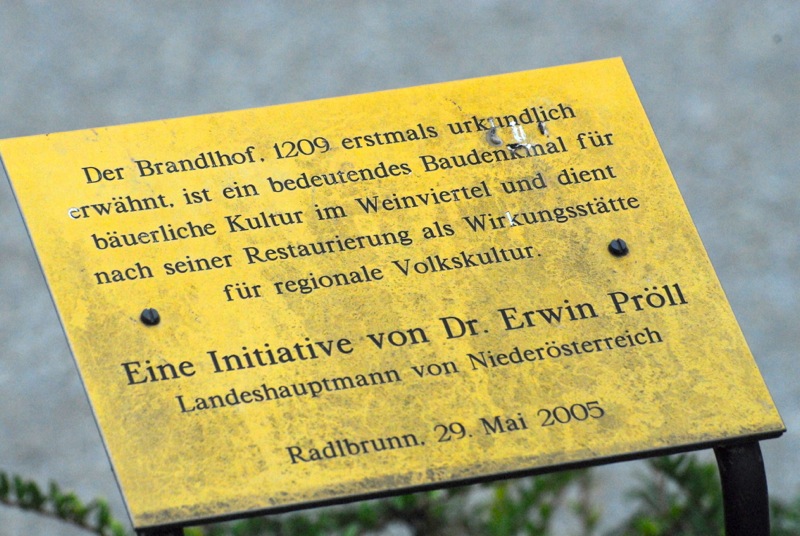 Der Brandlhof, 1209 erstmals urkundlich
erwähnt, ist ein bedeutendes Baudenkmal für
bäuerliche Kultur im Weinviertel und dient
nach seiner Restaurierung als Wirkungsstätte
für regionale Volkskultur.
Eine Initiative von Dr. Erwin Pröll
Landeshauptmann von Niederösterreich
Radlbrunn, 29. Mai 2005